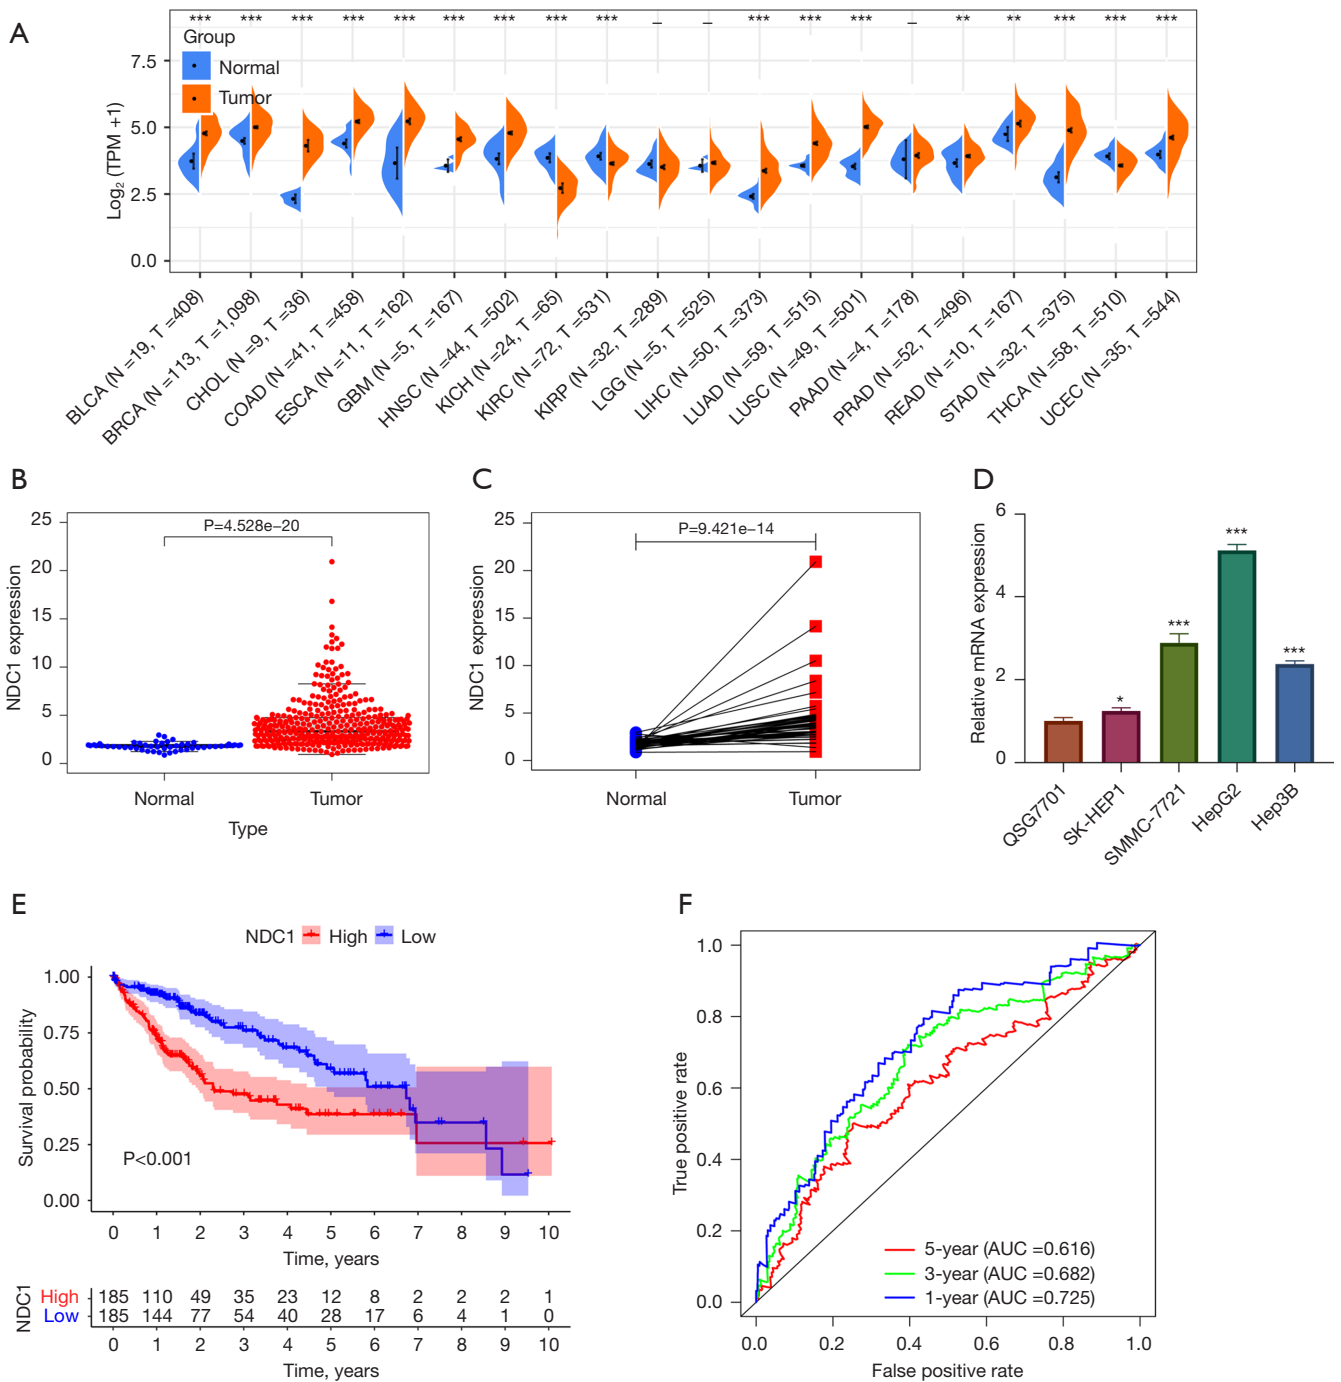 A
*** *** *** *** *** *** *** *** *** – – *** *** *** – ** ** *** *** ***
Group
Normal
Tumor
Log2 (TPM +1)
7.5
5.0
2.5
0.0
BLCA (N =19, T =408)
BRCA (N =113, T =1,098)
CHOL (N =9, T =36)
COAD (N =41, T =458)
ESCA (N =11, T =162)
GBM (N =5, T =167)
HNSC (N =44, T =502)
KICH (N =24, T =65)
KIRC (N =72, T =531)
KIRP (N =32, T =289)
LGG (N =5, T =525)
LIHC (N =50, T =373)
LUAD (N =59, T =515)
LUSC (N =49, T =501)
PAAD (N =4, T =178)
PRAD (N =52, T =496)
READ (N =10, T =167)
STAD (N =32, T =375)
THCA (N =58, T =510)
UCEC (N =35, T =544)
B
NDC1 expression
25
20
15
10
5
0
P=4.528e–20
Normal Tumor
Type
C
NDC1 expression
25
20
15
10
5
0
P=9.421e–14
Normal Tumor
D
Relative mRNA expression
6
4
2
0
*
***
***
***
QSG7701
SK-HEP1
SMMC-7721
HepG2
Hep3B
E
NDC1 High Low
Survival probability
1.00
0.75
0.50
0.25
0.00
P<0.001
0 1 2 3 4 5 6 7 8 9 10
Time, years
NDC1
High 185 110 49 35 23 12 8 2 2 2 1
Low 185 144 77 54 40 28 17 6 4 1 0
0 1 2 3 4 5 6 7 8 9 10
Time, years
F
True positive rate
1.0
0.8
0.6
0.4
0.2
0.0
5-year (AUC =0.616)
3-year (AUC =0.682)
1-year (AUC =0.725)
0.0 0.2 0.4 0.6 0.8 1.0
False positive rate